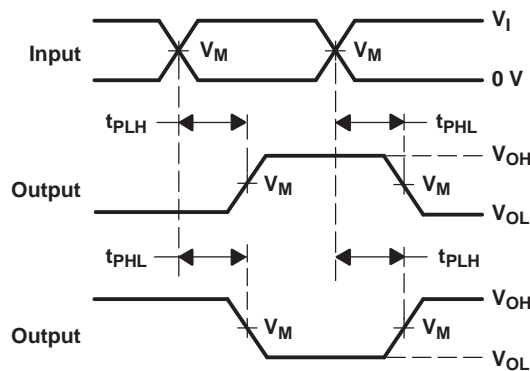 V_I
Input
V_M
V_M
0 V
t_PLH
t_PHL
V_OH
Output
V_M
V_M
V_OL
t_PHL
t_PLH
V_OH
Output
V_M
V_M
V_OL